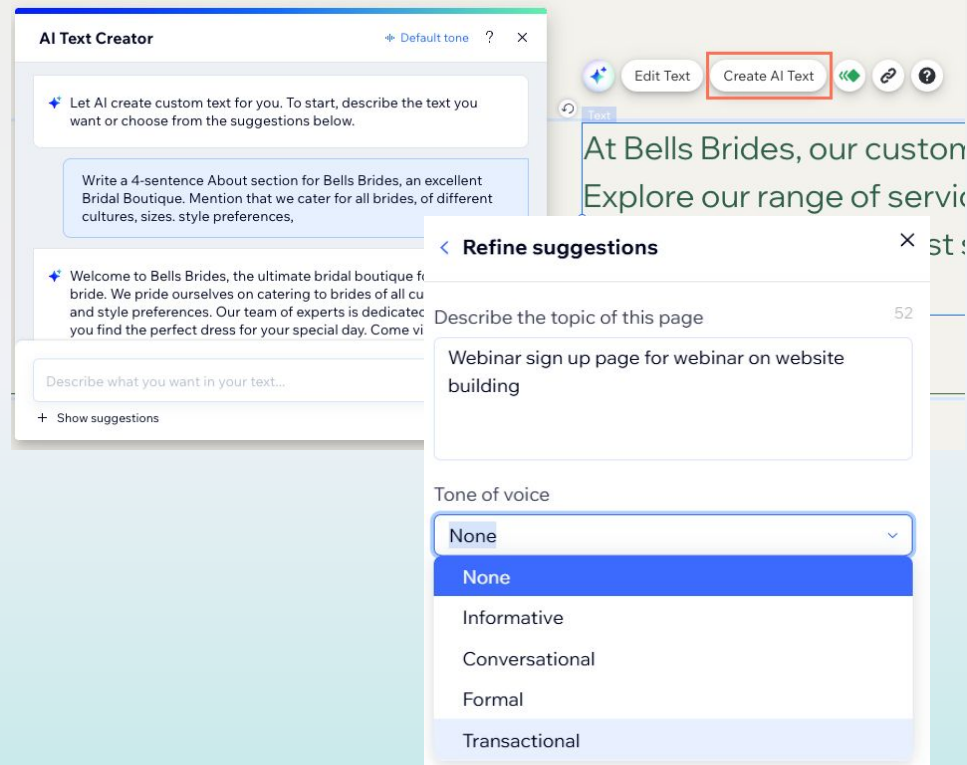 AI Text Creator
Default tone ?
Let AI create custom text for you. To start, describe the text you
want or choose from the suggestions below.
Write a 4-sentence About section for Bells Brides, an excellent
Bridal Boutique. Mention that we cater for all brides, of different
cultures, sizes. style preferences,
Welcome to Bells Brides, the ultimate bridal boutique
bride. We pride ourselves on catering to brides of all
and style preferences. Our team of experts is dedicated
you find the perfect dress for your special day. Come
Describe what you want in your text...
+ Show suggestions
Edit Text
Create AI Text
?
Text
At Bells Brides, our
Explore our range of
Refine suggestions
Describe the topic of this page
52
Webinar sign up page for webinar on website
building
Tone of voice
None
None
Informative
Conversational
Formal
Transactional